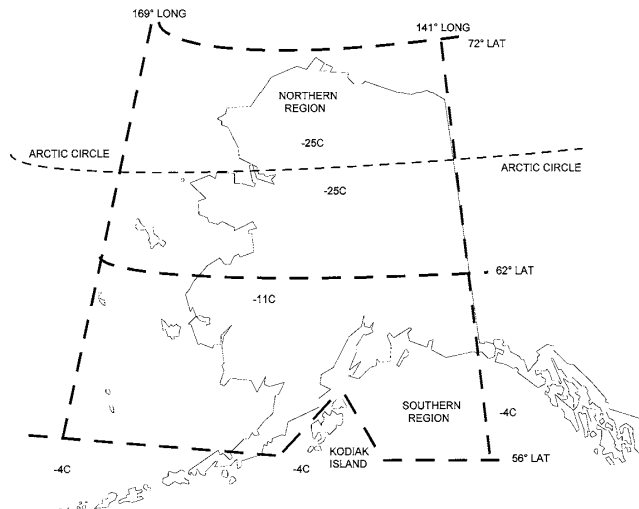 169° LONG
141° LONG
72° LAT
NORTHERN
REGION
-25C
ARCTIC CIRCLE
ARCTIC CIRCLE
-25C
62° LAT
-11C
SOUTHERN
REGION
-4C
KODIAK
ISLAND
56° LAT
-4C
-4C